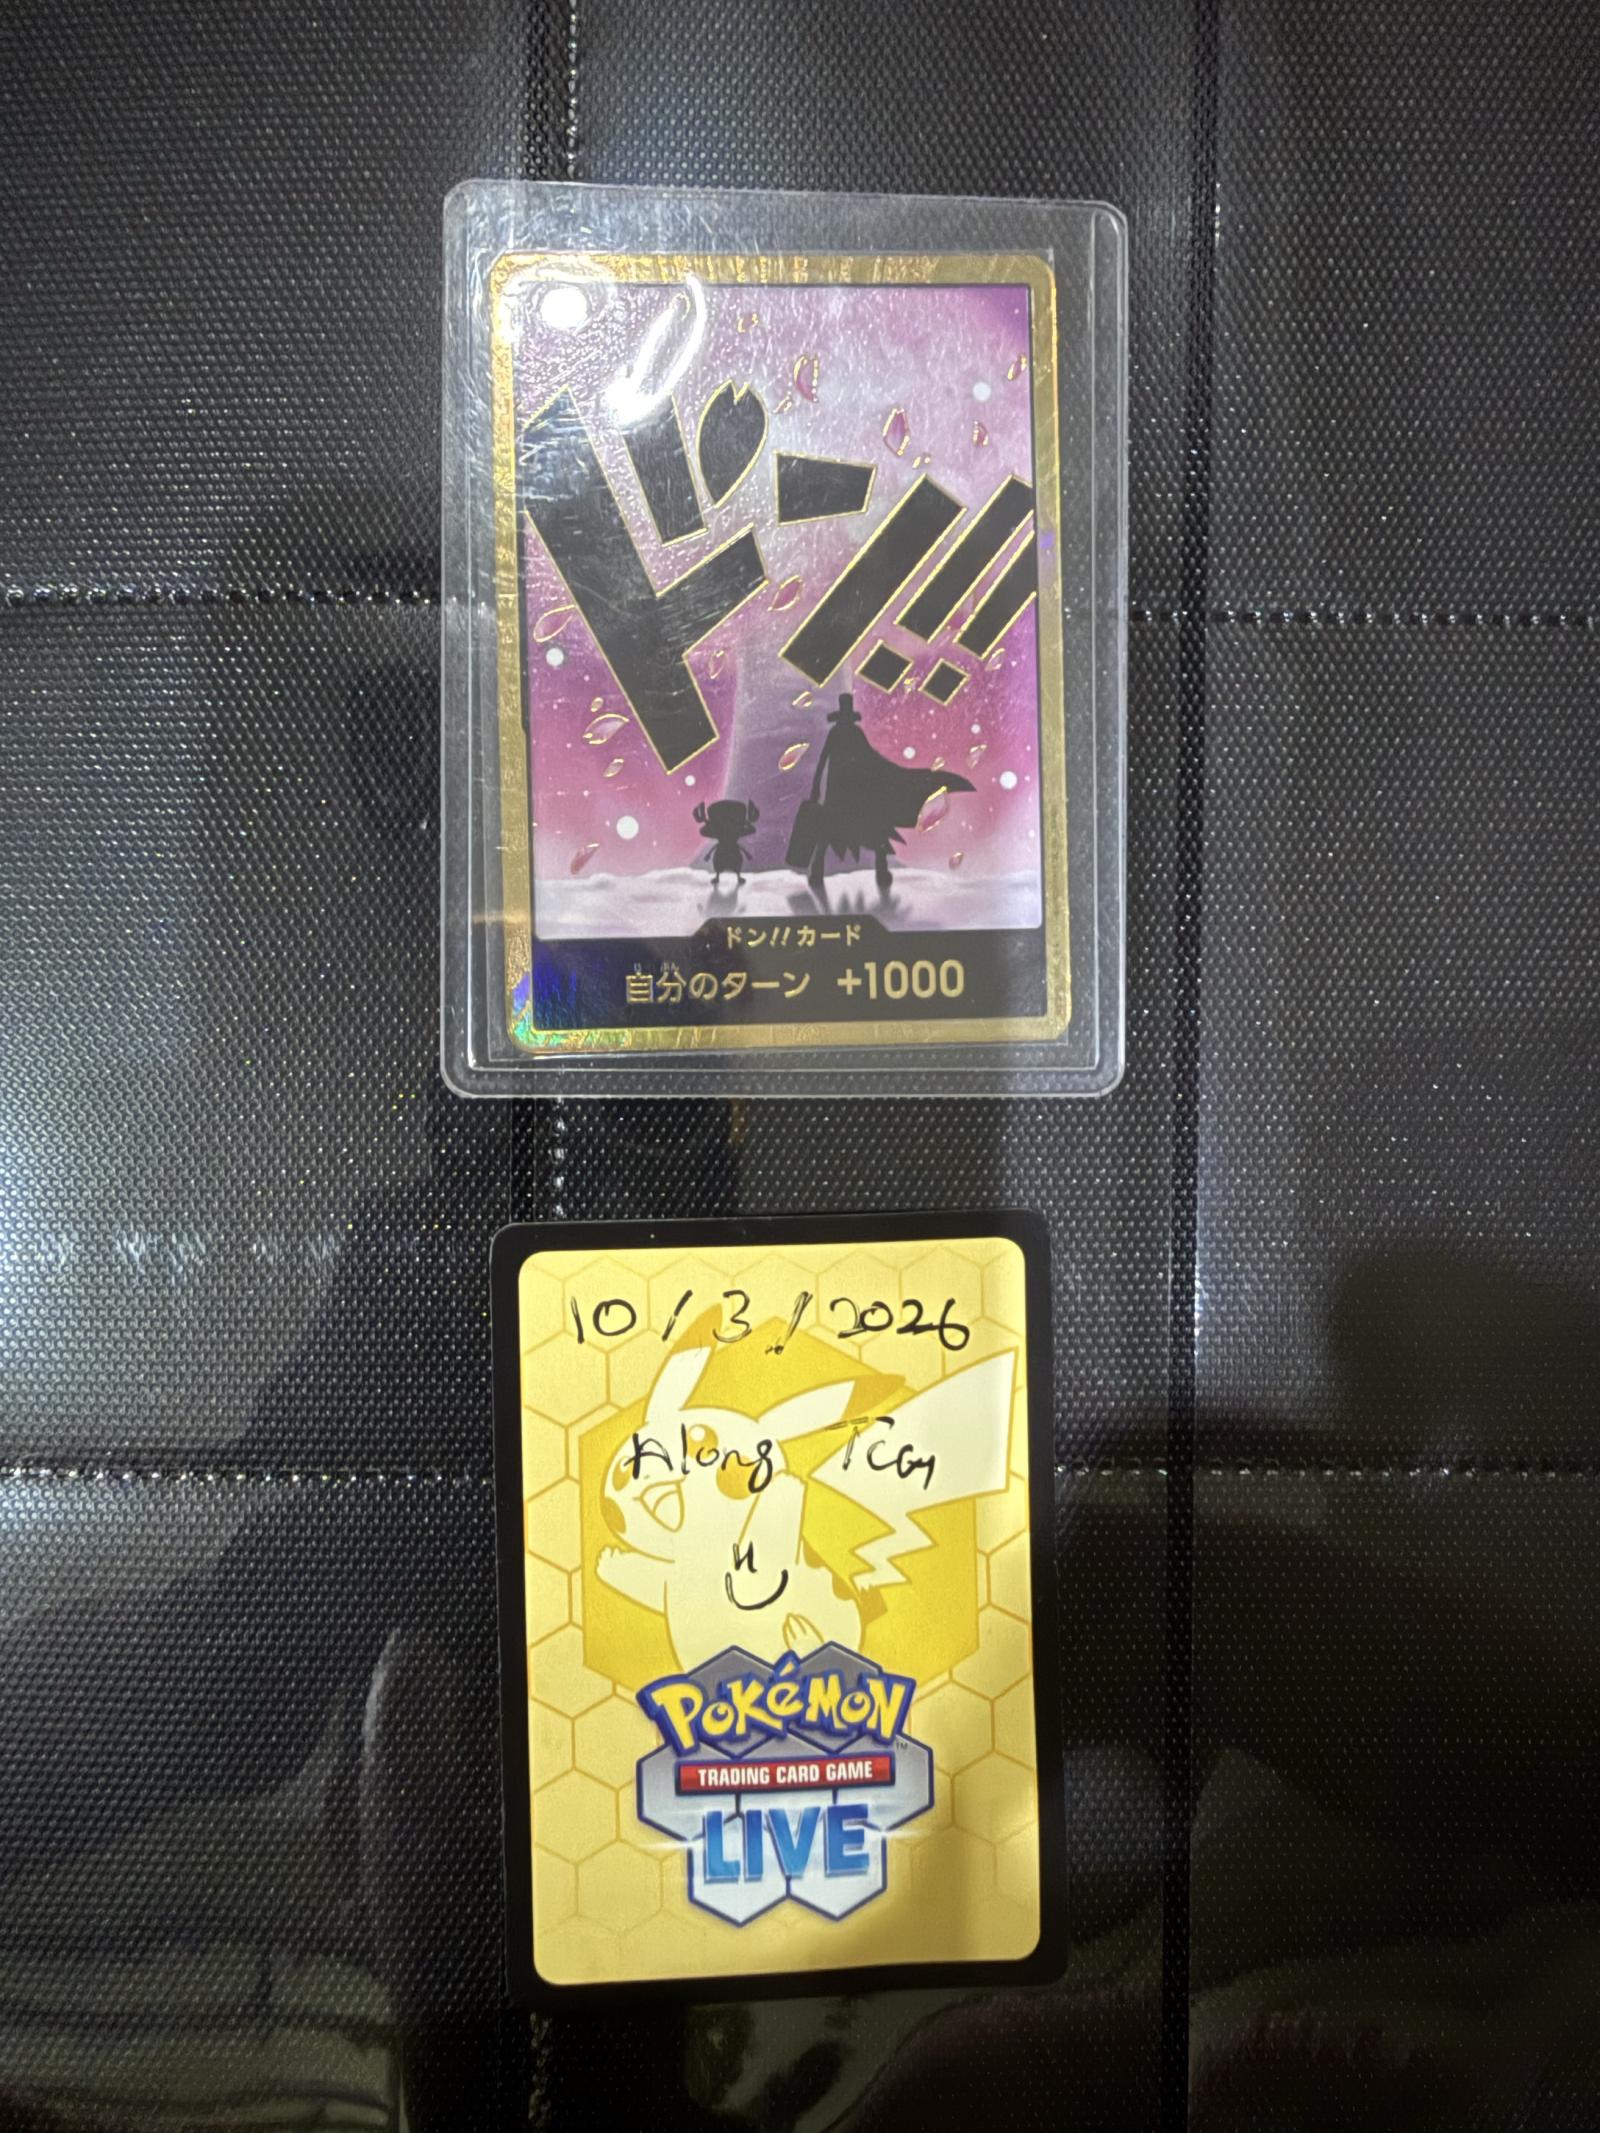 ドン!!
ドン!!カード
自分のターン +1000
10/3/2026
Along TCG
POKéMON
TM
TRADING CARD GAME
LIVE